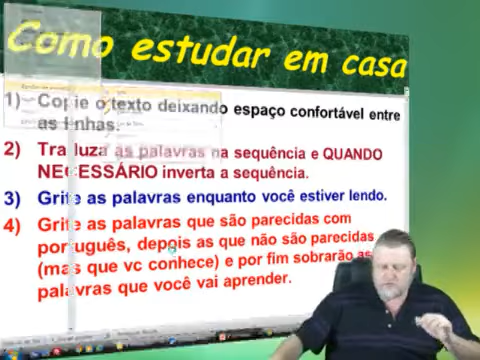 Como estudar em casa
1) Copie o texto deixando espaço confortável entre
as linhas.
2) Traduza as palavras na sequência e QUANDO
NECESSÁRIO inverta a sequência.
3) Grife as palavras enquanto você estiver lendo.
4) Grife as palavras que são parecidas com
português, depois as que não são parecidas
(mas que vc conhece) e por fim sobrarão as
palavras que você vai aprender.